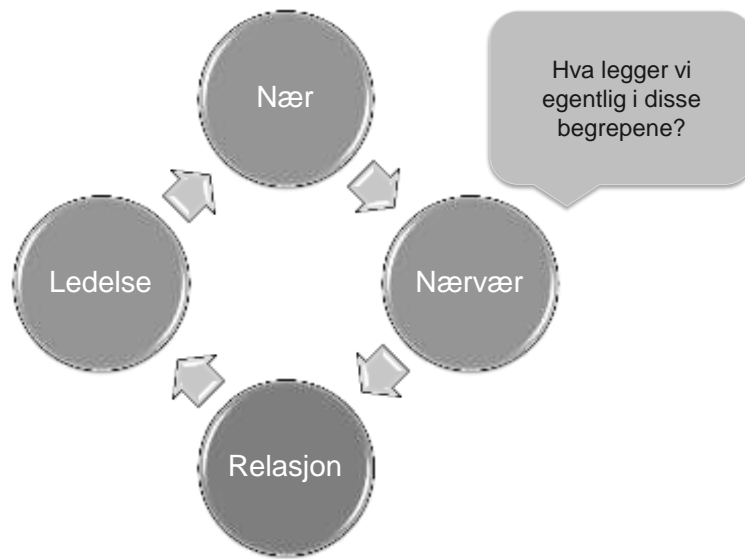 Nær
Hva legger vi
egentlig i disse
begrepene?
Ledelse
Nærvær
Relasjon